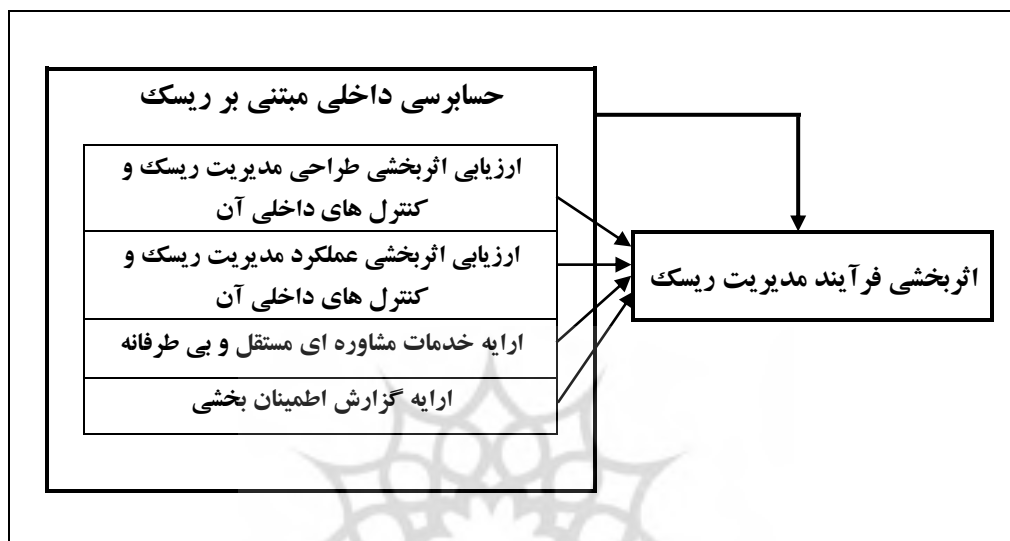 حسابرسی داخلی مبتنی بر ریسک
ارزیابی اثربخشی طراحی مدیریت ریسک و
کنترل های داخلی آن
ارزیابی اثربخشی عملکرد مدیریت ریسک و
کنترل های داخلی آن
ارایه خدمات مشاوره ای مستقل و بی طرفانه
ارایه گزارش اطمینان بخشی
اثربخشی فرآیند مدیریت ریسک